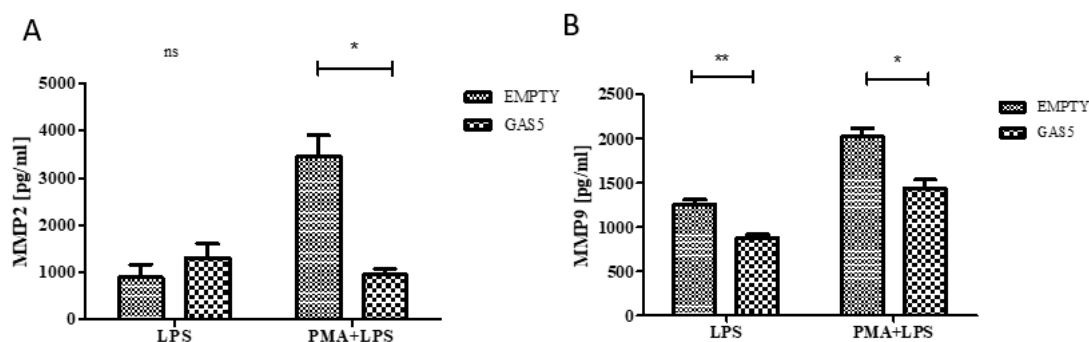 A
ns
*
5000
4000
3000
2000
1000
0
MMP2 [pg/ml]
LPS
PMA+LPS
EMPTY
GAS5
B
**
*
2500
2000
1500
1000
500
0
MMP9 [pg/ml]
LPS
PMA+LPS
EMPTY
GAS5